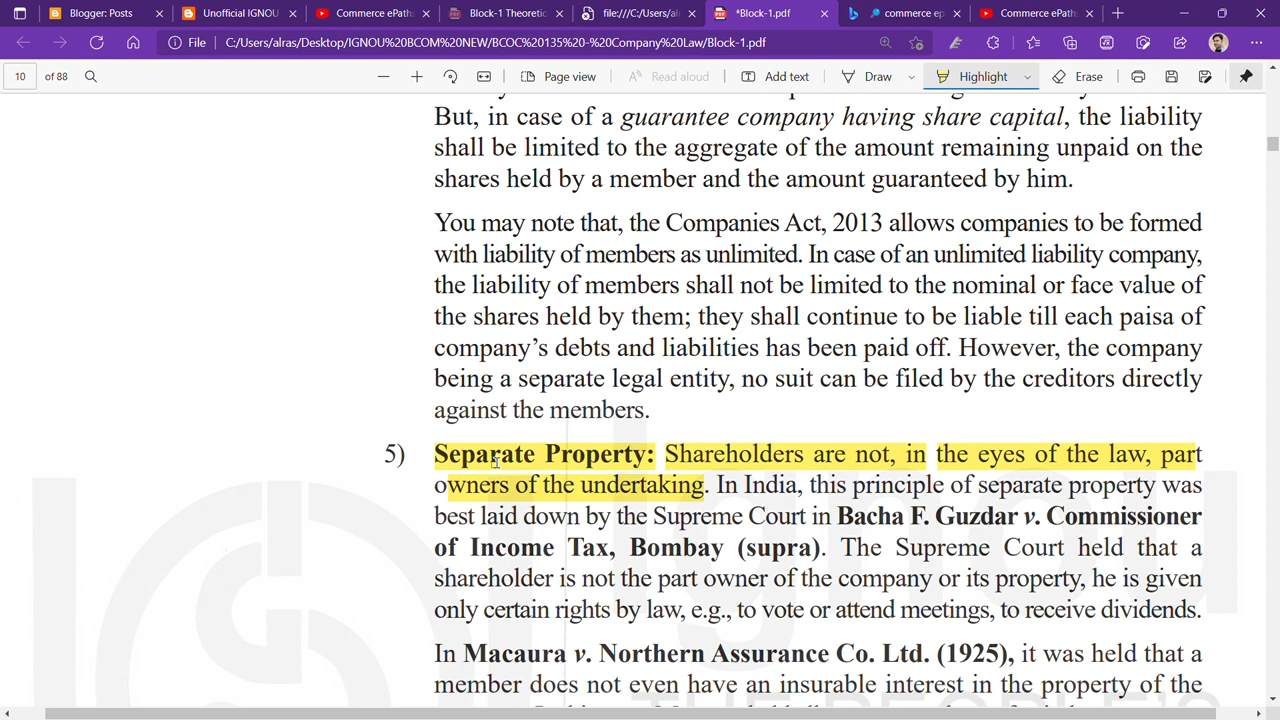 Blogger: Posts
Unofficial IGNOU
Commerce ePath
Block-1 Theoretic
file:///C:/Users/al
*Block-1.pdf
commerce ep
Commerce ePath
File
C:/Users/alras/Desktop/IGNOU%20BCOM%20NEW/BCOC%20135%20-%20Company%20Law/Block-1.pdf
10 of 88
Page view
Read aloud
Add text
Draw
Highlight
Erase
But, in case of a guarantee company having share capital, the liability
shall be limited to the aggregate of the amount remaining unpaid on the
shares held by a member and the amount guaranteed by him.
You may note that, the Companies Act, 2013 allows companies to be formed
with liability of members as unlimited. In case of an unlimited liability company,
the liability of members shall not be limited to the nominal or face value of
the shares held by them; they shall continue to be liable till each paisa of
company's debts and liabilities has been paid off. However, the company
being a separate legal entity, no suit can be filed by the creditors directly
against the members.
5) Separate Property: Shareholders are not, in the eyes of the law, part
owners of the undertaking. In India, this principle of separate property was
best laid down by the Supreme Court in Bacha F. Guzdar v. Commissioner
of Income Tax, Bombay (supra). The Supreme Court held that a
shareholder is not the part owner of the company or its property, he is given
only certain rights by law, e.g., to vote or attend meetings, to receive dividends.
In Macaura v. Northern Assurance Co. Ltd. (1925), it was held that a
member does not even have an insurable interest in the property of the